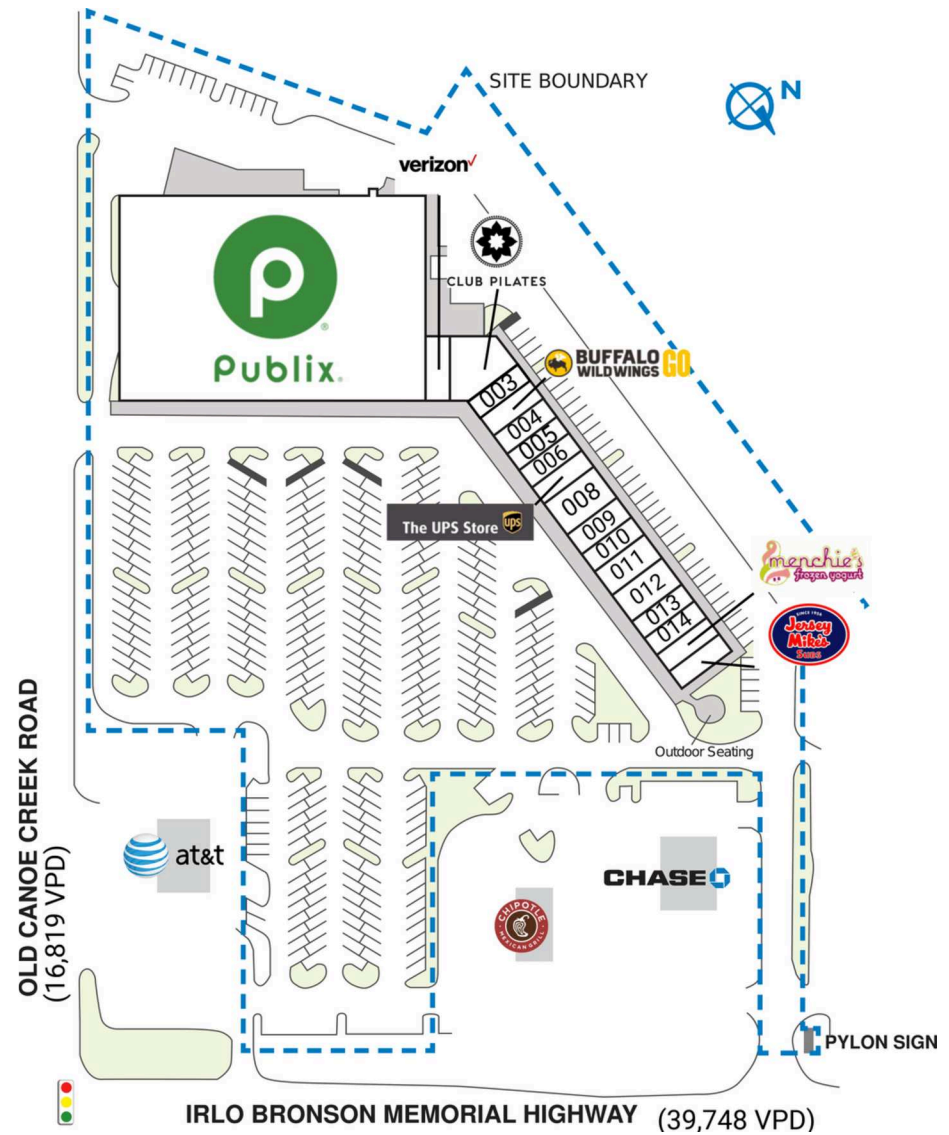 SITE BOUNDARY
N
verizon
CLUB PILATES
Publix
BUFFALO
WILD WINGS GO
003
004
005
006
008
The UPS Store
ups
009
010
011
012
013
014
menchie's
frozen yogurt
SINCE 1956
Jersey
Mike's
Subs
Outdoor Seating
OLD CANOE CREEK ROAD
(16,819 VPD)
at&t
CHASE
CHIPOTLE
MEXICAN GRILL
PYLON SIGN
IRLO BRONSON MEMORIAL HIGHWAY (39,748 VPD)